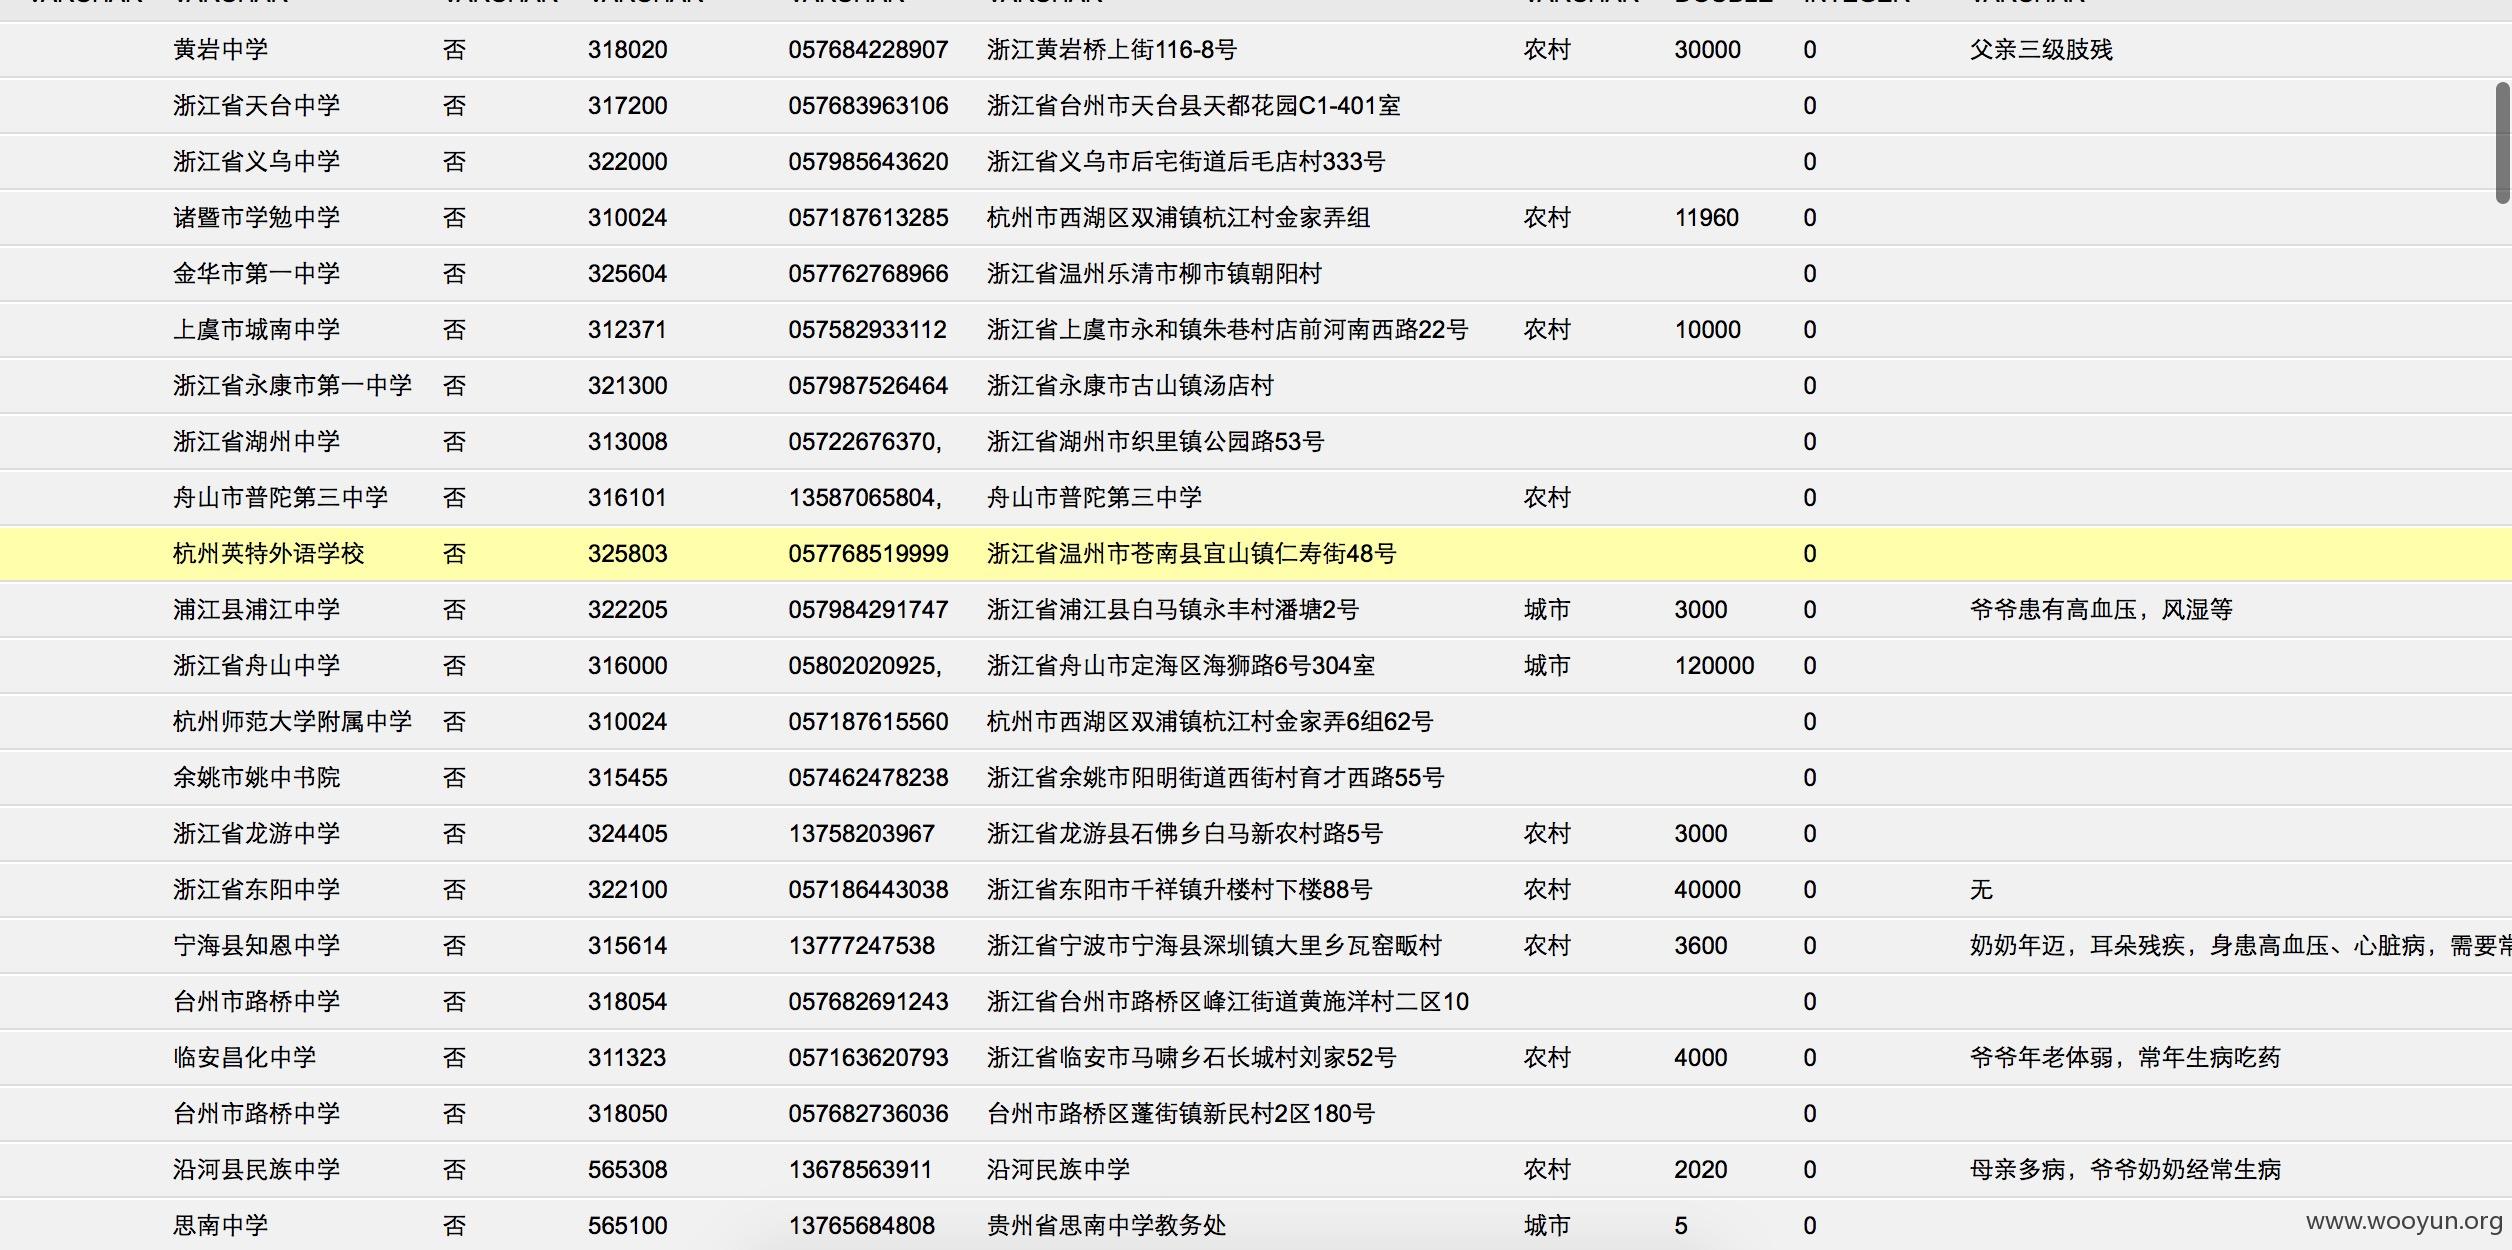 VARCHAR VARCHAR VARCHAR VARCHAR VARCHAR VARCHAR VARCHAR DOUBLE INTEGER VARCHAR
黄岩中学 否 318020 057684228907 浙江黄岩桥上街116-8号 农村 30000 0 父亲三级肢残
浙江省天台中学 否 317200 057683963106 浙江省台州市天台县天都花园C1-401室 0
浙江省义乌中学 否 322000 057985643620 浙江省义乌市后宅街道后毛店村333号 0
诸暨市学勉中学 否 310024 057187613285 杭州市西湖区双浦镇杭江村金家弄组 农村 11960 0
金华市第一中学 否 325604 057762768966 浙江省温州乐清市柳市镇朝阳村 0
上虞市城南中学 否 312371 057582933112 浙江省上虞市永和镇朱巷村店前河南西路22号 农村 10000 0
浙江省永康市第一中学 否 321300 057987526464 浙江省永康市古山镇汤店村 0
浙江省湖州中学 否 313008 05722676370, 浙江省湖州市织里镇公园路53号 0
舟山市普陀第三中学 否 316101 13587065804, 舟山市普陀第三中学 农村 0
杭州英特外语学校 否 325803 057768519999 浙江省温州市苍南县宜山镇仁寿街48号 0
浦江县浦江中学 否 322205 057984291747 浙江省浦江县白马镇永丰村潘塘2号 城市 3000 0 爷爷患有高血压，风湿等
浙江省舟山中学 否 316000 05802020925, 浙江省舟山市定海区海狮路6号304室 城市 120000 0
杭州师范大学附属中学 否 310024 057187615560 杭州市西湖区双浦镇杭江村金家弄6组62号 0
余姚市姚中书院 否 315455 057462478238 浙江省余姚市阳明街道西街村育才西路55号 0
浙江省龙游中学 否 324405 13758203967 浙江省龙游县石佛乡白马新农村路5号 农村 3000 0
浙江省东阳中学 否 322100 057186443038 浙江省东阳市千祥镇升楼村下楼88号 农村 40000 0 无
宁海县知恩中学 否 315614 13777247538 浙江省宁波市宁海县深圳镇大里乡瓦窑畈村 农村 3600 0 奶奶年迈，耳朵残疾，身患高血压、心脏病，需要常
台州市路桥中学 否 318054 057682691243 浙江省台州市路桥区峰江街道黄施洋村二区10 0
临安昌化中学 否 311323 057163620793 浙江省临安市马啸乡石长城村刘家52号 农村 4000 0 爷爷年老体弱，常年生病吃药
台州市路桥中学 否 318050 057682736036 台州市路桥区蓬街镇新民村2区180号 0
沿河县民族中学 否 565308 13678563911 沿河民族中学 农村 2020 0 母亲多病，爷爷奶奶经常生病
思南中学 否 565100 13765684808 贵州省思南中学教务处 城市 5 0
www.wooyun.org